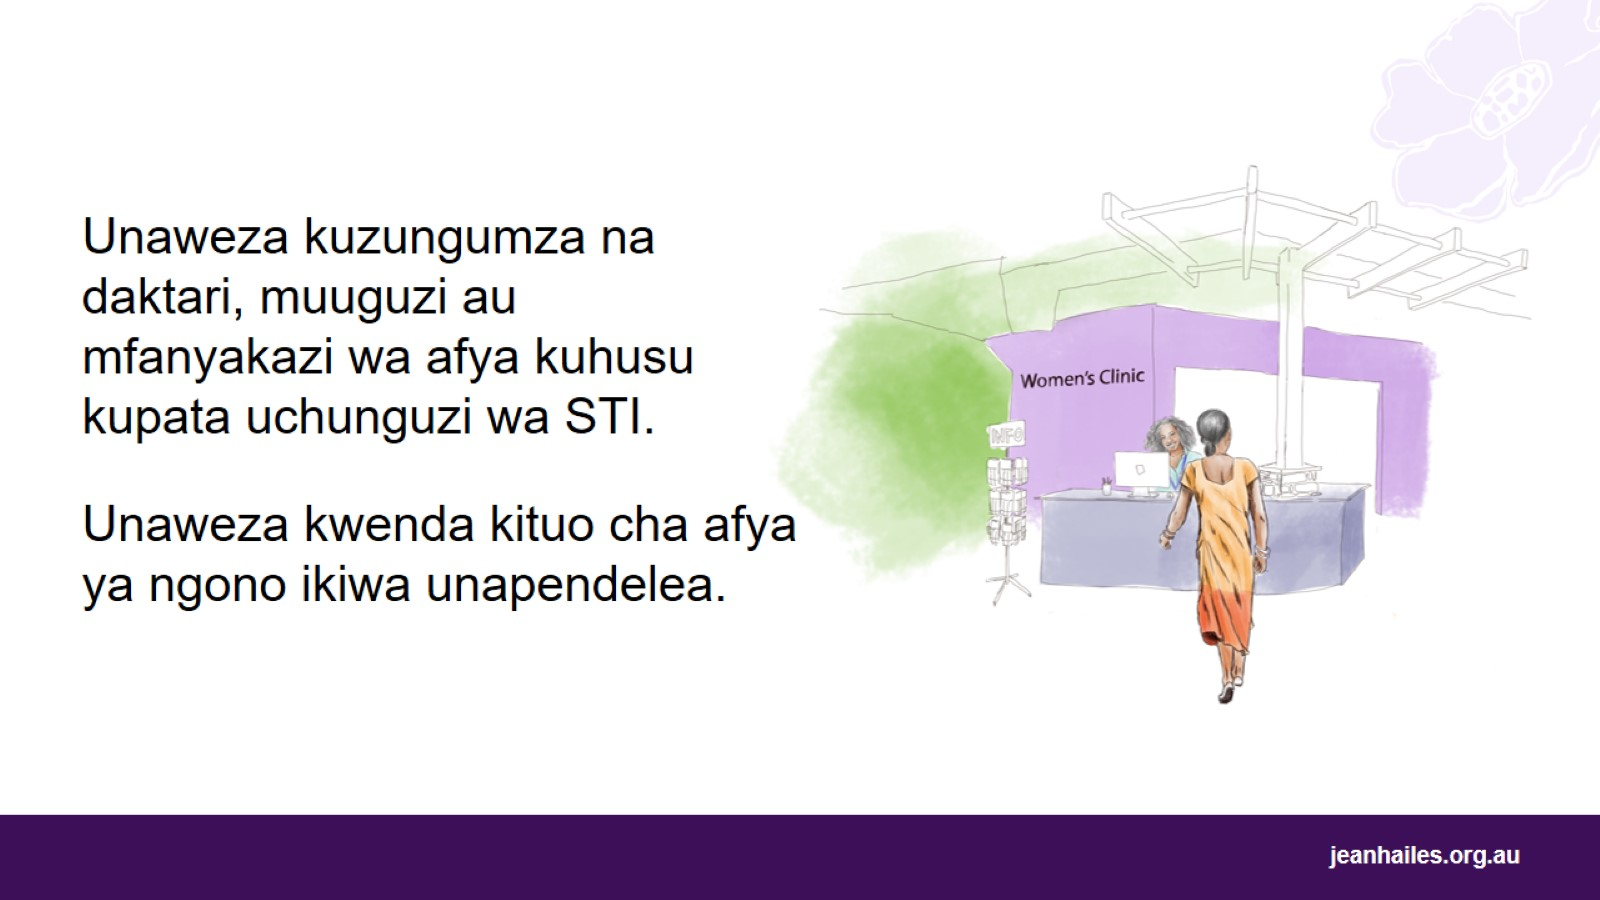 Unaweza kuzungumza na
daktari, muuguzi au
mfanyakazi wa afya kuhusu
kupata uchunguzi wa STI.
Unaweza kwenda kituo cha afya
ya ngono ikiwa unapendelea.
Women's Clinic
INFO
jeanhailes.org.au